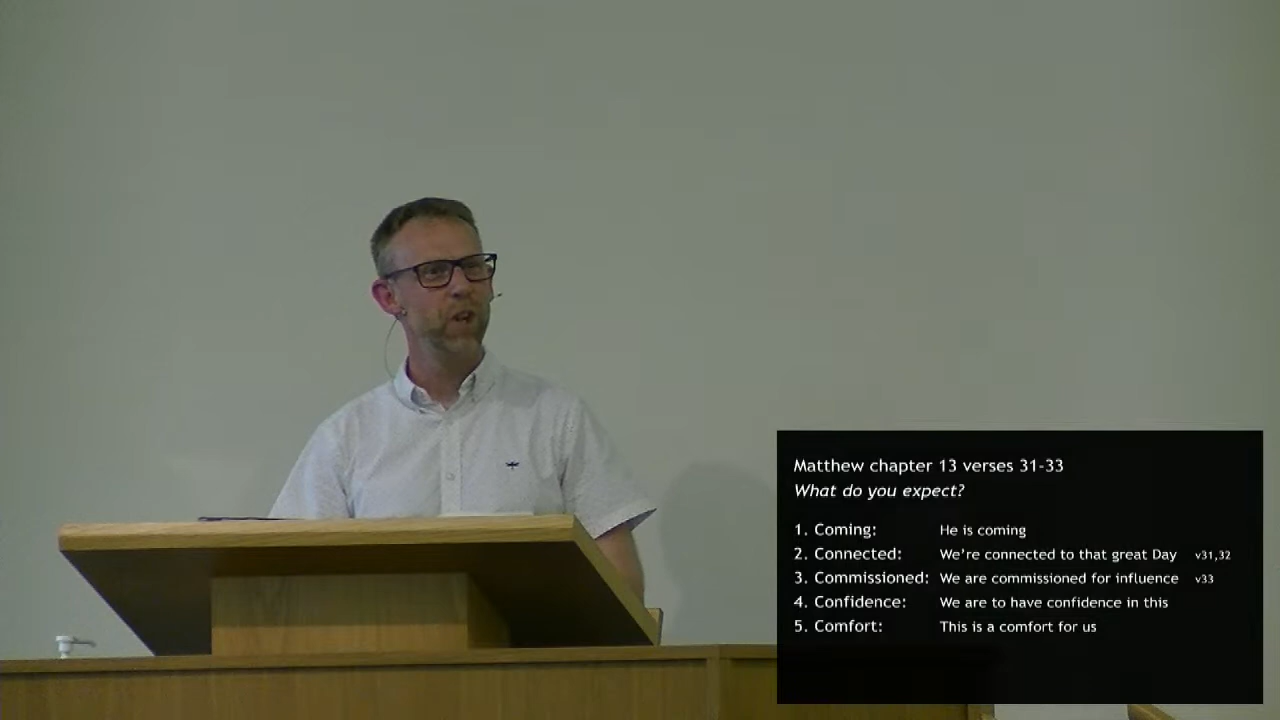 Matthew chapter 13 verses 31-33
What do you expect?
1. Coming: He is coming
2. Connected: We're connected to that great Day v31,32
3. Commissioned: We are commissioned for influence v33
4. Confidence: We are to have confidence in this
5. Comfort: This is a comfort for us